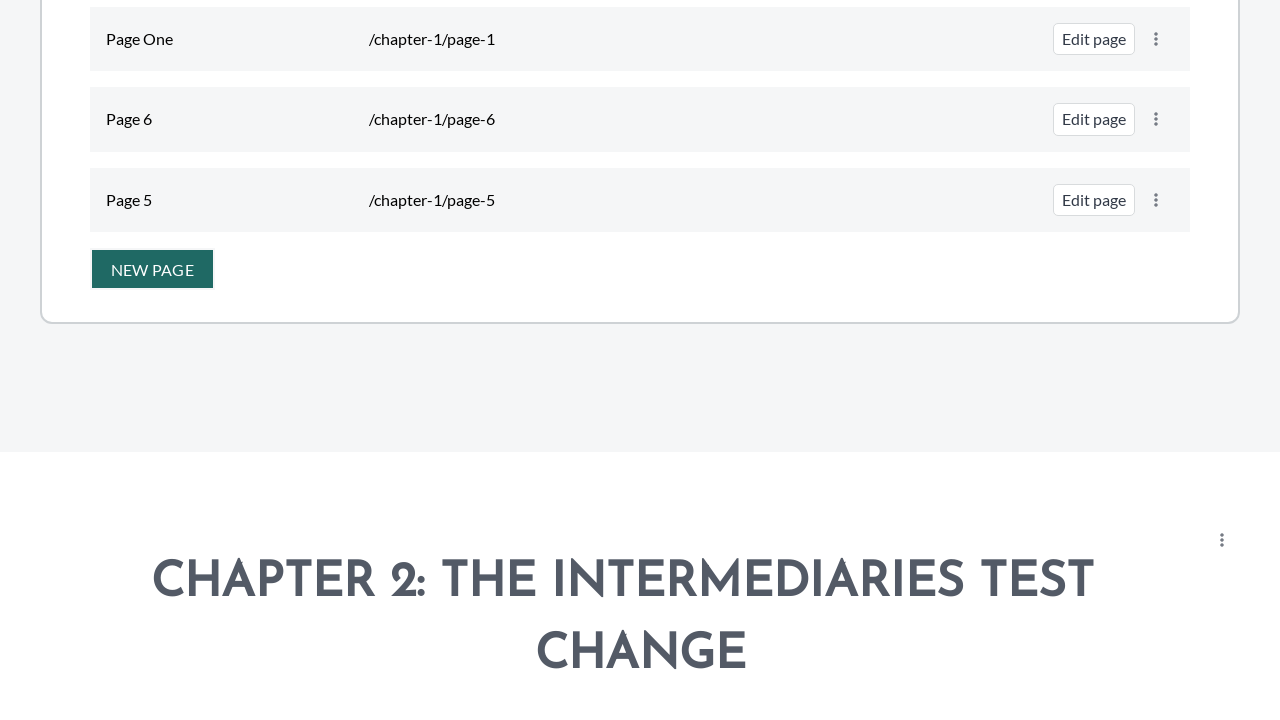 Page One /chapter-1/page-1 Edit page
Page 6 /chapter-1/page-6 Edit page
Page 5 /chapter-1/page-5 Edit page
NEW PAGE
CHAPTER 2: THE INTERMEDIARIES TEST
CHANGE